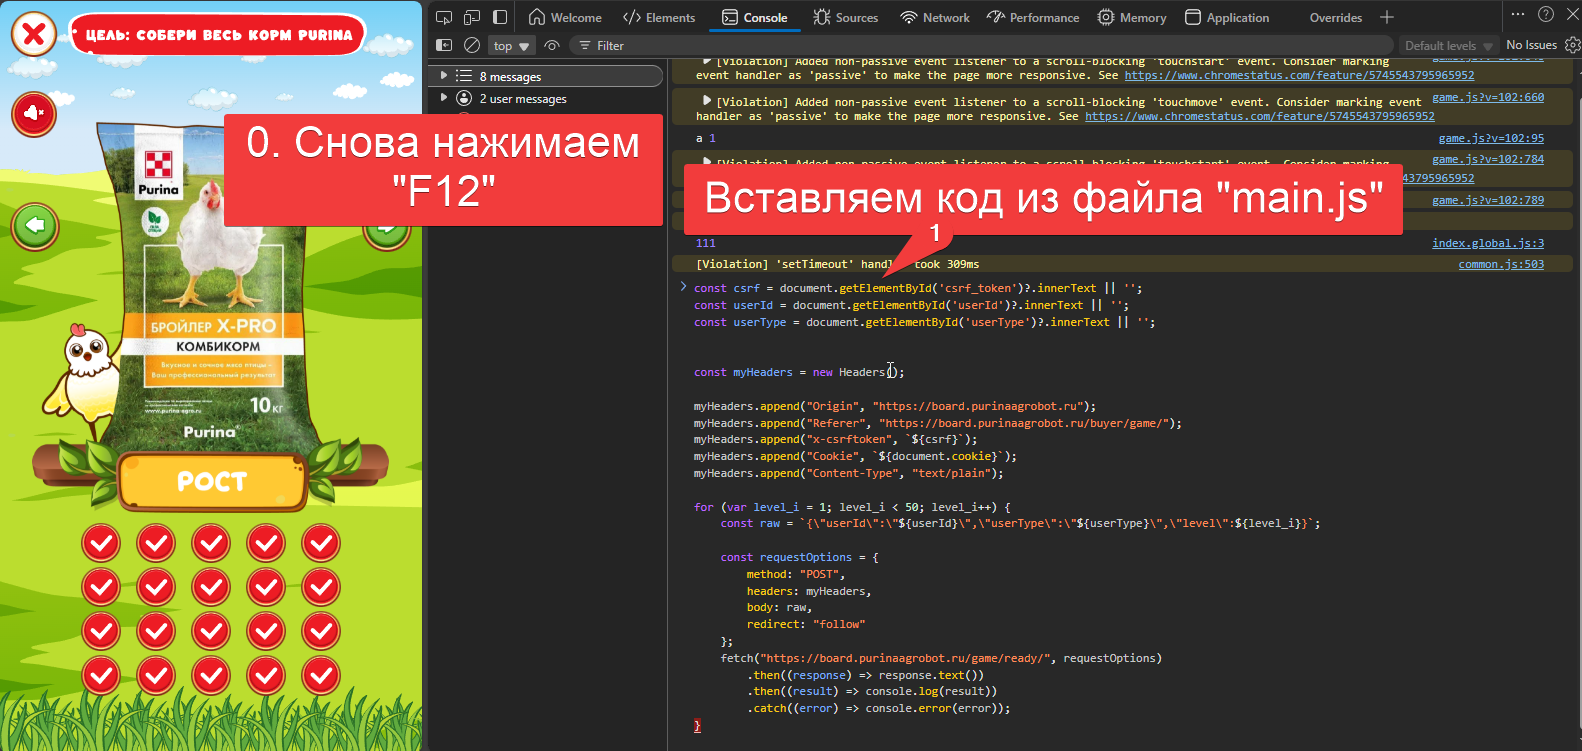 ЦЕЛЬ: СОБЕРИ ВЕСЬ КОРМ PURINA
Purina
БРОЙЛЕР X-PRO
КОМБИКОРМ
Вкусное и сочное мясо птицы -
Ваш профессиональный результат
www.purina-agro.ru
10 КГ
Purina
РОСТ
0. Снова нажимаем
"F12"
Welcome
Elements
Console
Sources
Network
Performance
Memory
Application
Overrides
top
Filter
Default levels
No Issues
8 messages
2 user messages
[Violation] Added non-passive event listener to a scroll-blocking 'touchmove' event. Consider marking
event handler as 'passive' to make the page more responsive. See https://www.chromestatus.com/feature/5745543795965952
[Violation] Added non-passive event listener to a scroll-blocking 'touchmove' event. Consider marking event game.js?v=102:660
handler as 'passive' to make the page more responsive. See https://www.chromestatus.com/feature/5745543795965952
a 1 game.js?v=102:95
[Violation] Added non-passive event listener to a scroll-blocking 'touchstart' event. Consider marking game.js?v=102:784
43795965952
game.js?v=102:789
Вставляем код из файла "main.js"
1
111 index.global.js:3
[Violation] 'setTimeout' handl took 309ms common.js:503
const csrf = document.getElementById('csrf_token')?.innerText || '';
const userId = document.getElementById('userId')?.innerText || '';
const userType = document.getElementById('userType')?.innerText || '';
const myHeaders = new Headers();
myHeaders.append("Origin", "https://board.purinaagrobot.ru");
myHeaders.append("Referer", "https://board.purinaagrobot.ru/buyer/game/");
myHeaders.append("x-csrftoken", `${csrf}`);
myHeaders.append("Cookie", `${document.cookie}`);
myHeaders.append("Content-Type", "text/plain");
for (var level_i = 1; level_i < 50; level_i++) {
const raw = `{\"userId\":\"${userId}\",\"userType\":\"${userType}\",\"level\":${level_i}}`;
const requestOptions = {
method: "POST",
headers: myHeaders,
body: raw,
redirect: "follow"
};
fetch("https://board.purinaagrobot.ru/game/ready/", requestOptions)
.then((response) => response.text())
.then((result) => console.log(result))
.catch((error) => console.error(error));
}